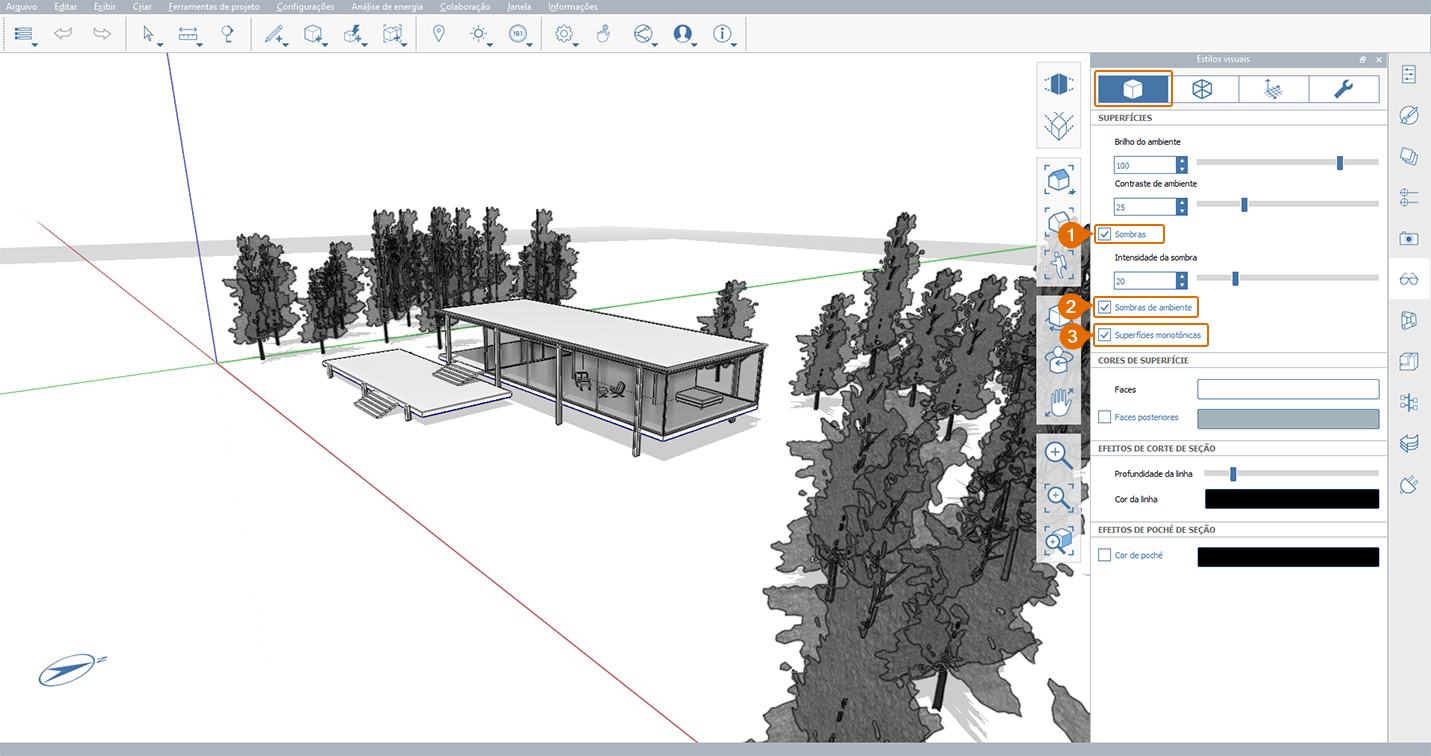 Arquivo Editar Exibir Criar Ferramentas de projeto Configurações Análise de energia Colaboração Janela Informações
19.1
Estilos visuais
SUPERFÍCIES
Brilho do ambiente
100
Contraste de ambiente
25
1 Sombras
Intensidade da sombra
20
2 Sombras de ambiente
3 Superfícies monotônicas
CORES DE SUPERFÍCIE
Faces
Faces posteriores
EFEITOS DE CORTE DE SEÇÃO
Profundidade da linha
Cor da linha
EFEITOS DE POCHÉ DE SEÇÃO
Cor de poché